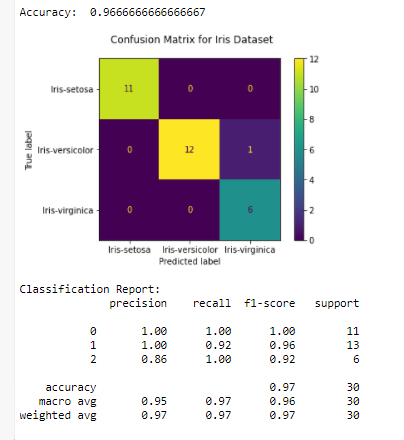 Accuracy:  0.9666666666666667
Confusion Matrix for Iris Dataset
12
10
8
6
4
2
0
True label
Iris-setosa 11 0 0
Iris-versicolor 0 12 1
Iris-virginica 0 0 6
Iris-setosa Iris-versicolor Iris-virginica
Predicted label
Classification Report:
precision recall f1-score support
0 1.00 1.00 1.00 11
1 1.00 0.92 0.96 13
2 0.86 1.00 0.92 6
accuracy 0.97 30
macro avg 0.95 0.97 0.96 30
weighted avg 0.97 0.97 0.97 30